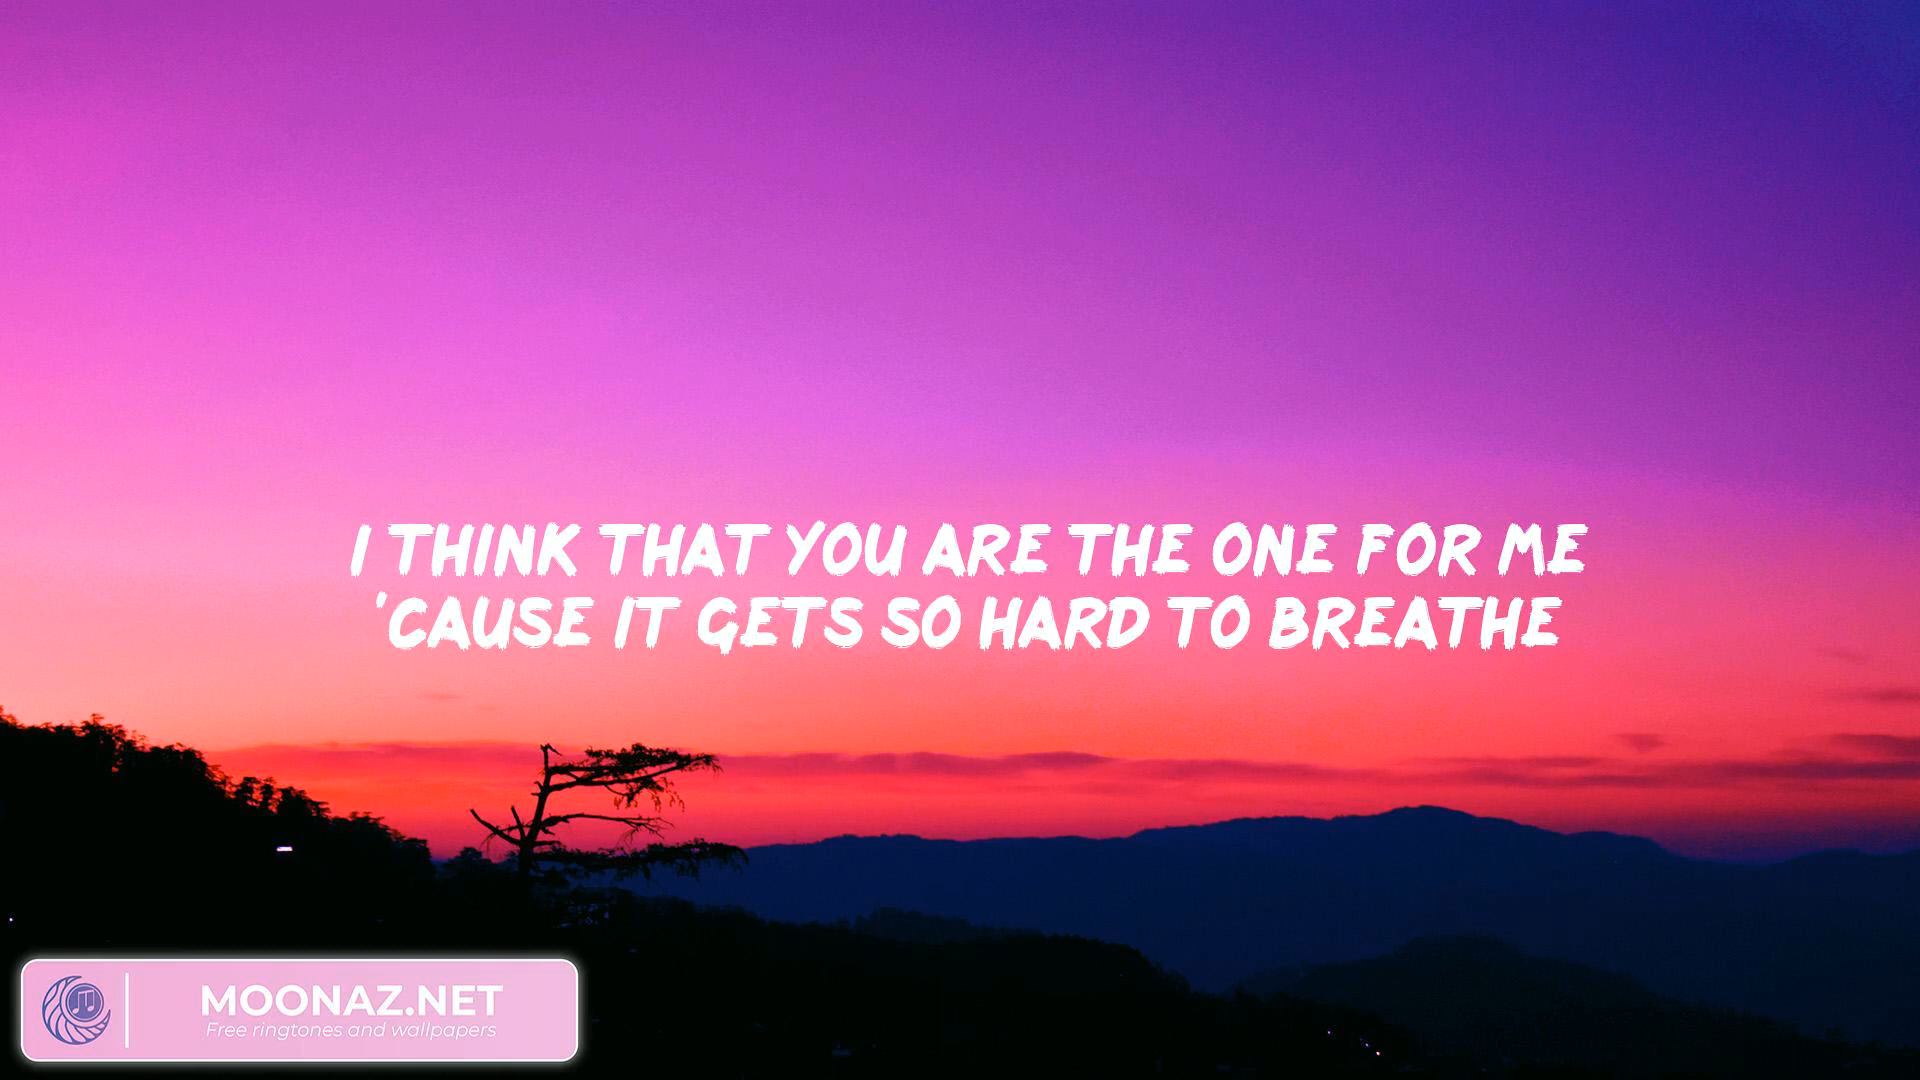 I THINK THAT YOU ARE THE ONE FOR ME
'CAUSE IT GETS SO HARD TO BREATHE
MOONAZ.NET
Free ringtones and wallpapers